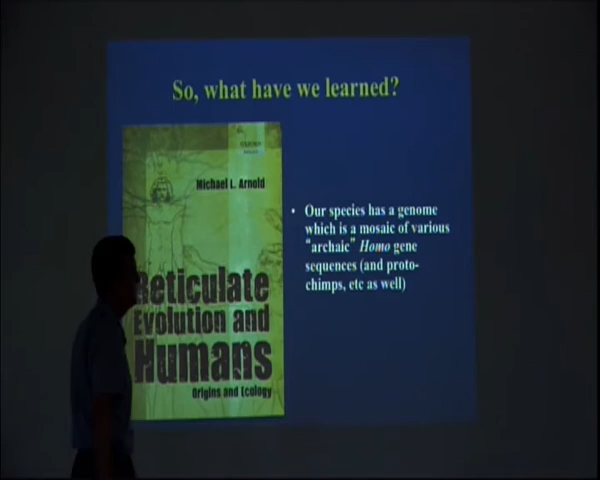 So, what have we learned?
Michael L. Arnold
Reticulate
Evolution and
Humans
Origins and Ecology
• Our species has a genome
which is a mosaic of various
“archaic” Homo gene
sequences (and proto-
chimps, etc as well)